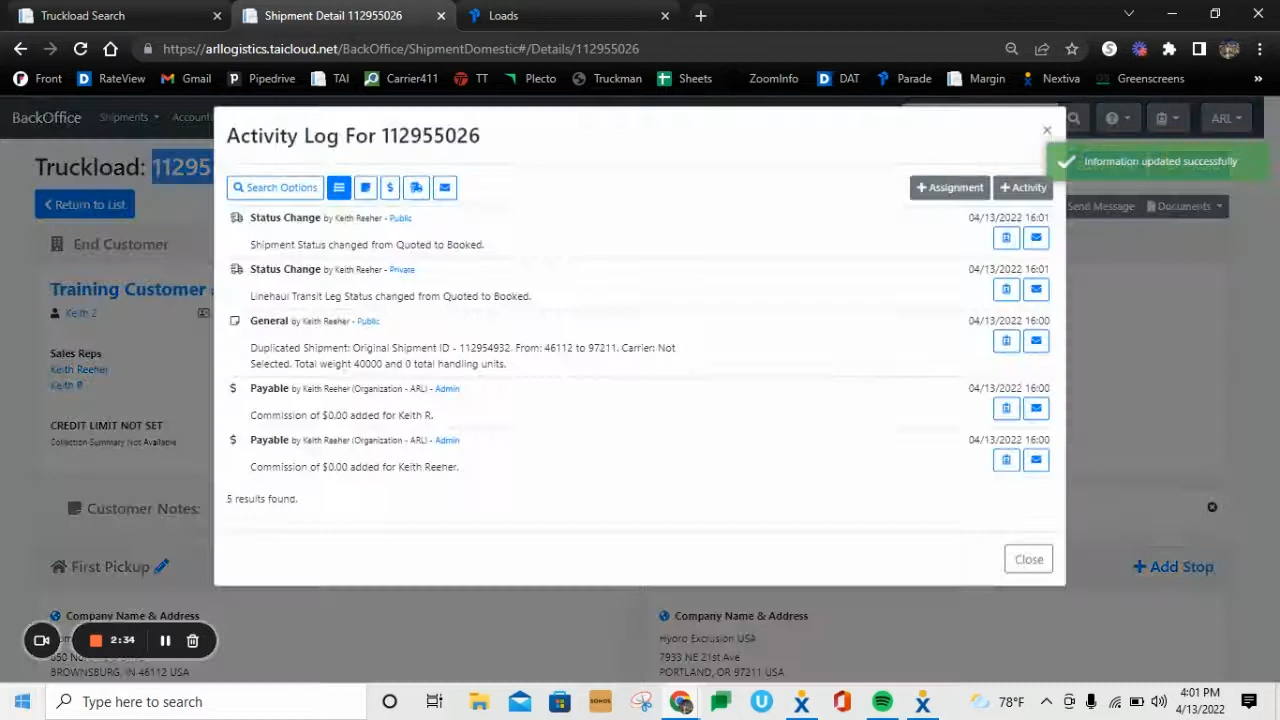 Truckload Search
Shipment Detail 112955026
Loads
https://arllogistics.taicloud.net/BackOffice/ShipmentDomestic#/Details/112955026
Front
RateView
Gmail
Pipedrive
TAI
Carrier411
TT
Plecto
Truckman
Sheets
ZoomInfo
DAT
Parade
Margin
Nextiva
Greenscreens
»
BackOffice
Shipments
ARL
Activity Log For 112955026
×
Truckload: 11295
Information updated successfully
Return to List
Search Options
+ Assignment
+ Activity
Send Message
Documents
Status Change by Keith Reeher - Public
04/13/2022 16:01
Shipment Status changed from Quoted to Booked.
End Customer
Status Change by Keith Reeher - Private
04/13/2022 16:01
Training Customer
Linehaul Transit Leg Status changed from Quoted to Booked.
Keith 2
General by Keith Reeher - Public
04/13/2022 16:00
Duplicated Shipment: Original Shipment ID - 112954932. From: 46112 to 97211. Carrier: Not
Selected. Total weight 40000 and 0 total handling units.
Sales Reps
Keith Reeher
Keith R
Payable by Keith Reeher (Organization - ARL) - Admin
04/13/2022 16:00
Commission of $0.00 added for Keith R.
CREDIT LIMIT NOT SET
Collection Summary Not Available
Payable by Keith Reeher (Organization - ARL) - Admin
04/13/2022 16:00
Commission of $0.00 added for Keith Reeher.
5 results found.
Customer Notes:
Close
First Pickup
+ Add Stop
Company Name & Address
Company Name & Address
Hydro Excrusion USA
7933 NE 21st Ave
BROWNSBURG, IN 46112 USA
PORTLAND, OR 97211 USA
2:34
Type here to search
SONOS
78°F
4:01 PM
4/13/2022